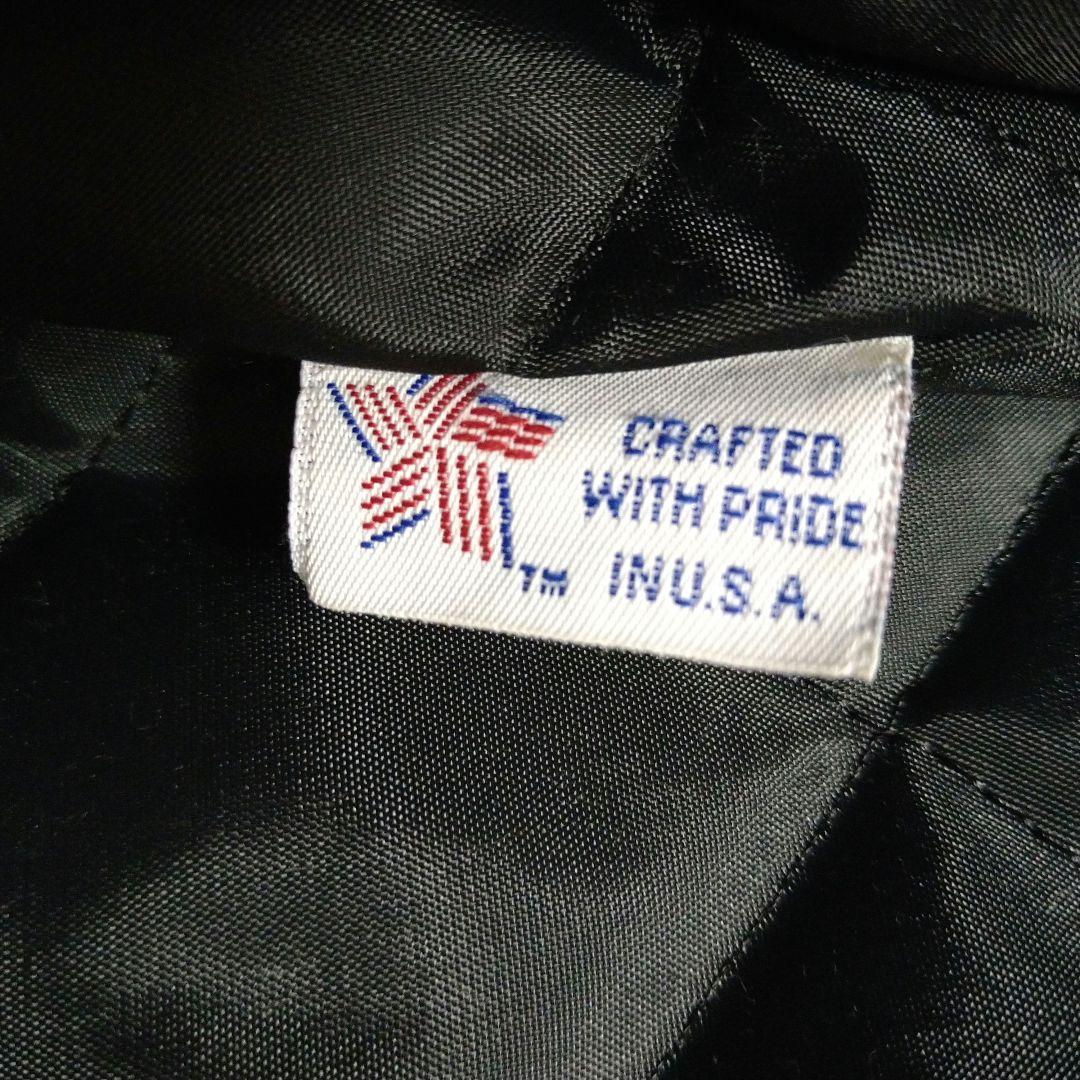 CRAFTED
WITH PRIDE
IN U.S.A.
TM